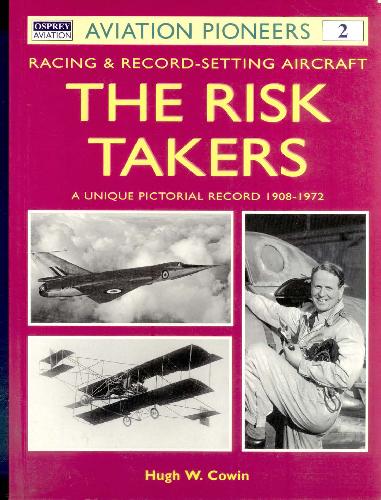 OSPREY
AVIATION
AVIATION PIONEERS 2
RACING & RECORD-SETTING AIRCRAFT
THE RISK
TAKERS
A UNIQUE PICTORIAL RECORD 1908-1972
Hugh W. Cowin